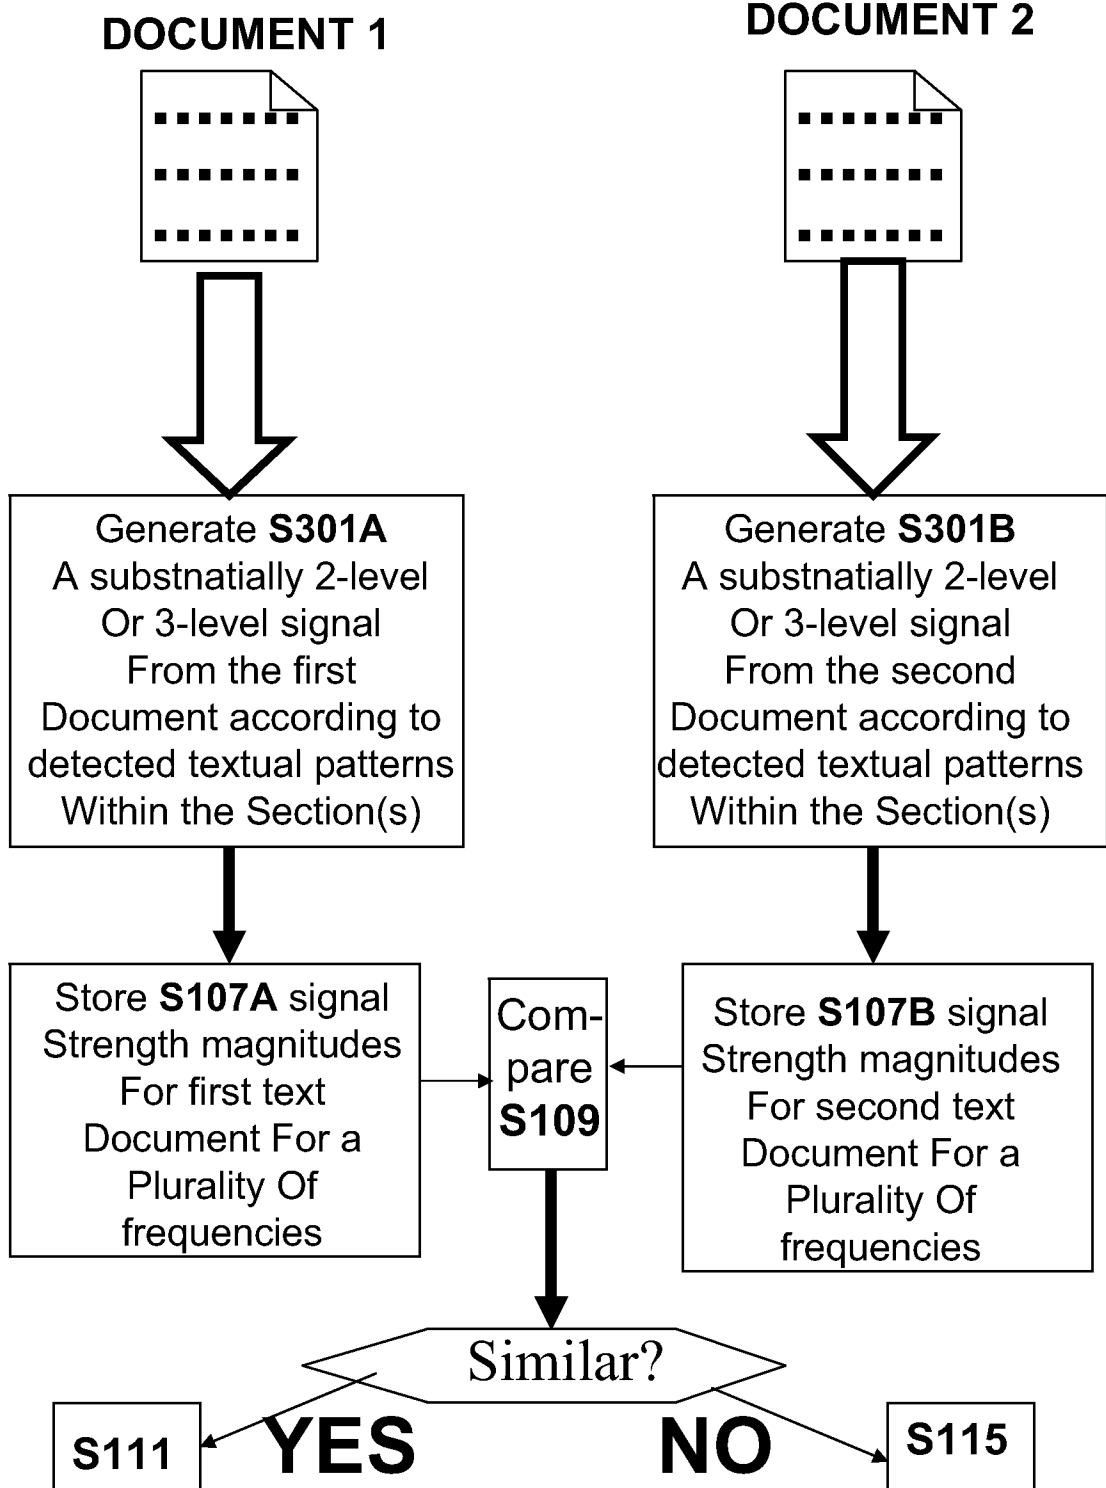 DOCUMENT 1
DOCUMENT 2
Generate S301A
A substnatially 2-level
Or 3-level signal
From the first
Document according to
detected textual patterns
Within the Section(s)
Generate S301B
A substnatially 2-level
Or 3-level signal
From the second
Document according to
detected textual patterns
Within the Section(s)
Store S107A signal
Strength magnitudes
For first text
Document For a
Plurality Of
frequencies
Com-
pare
S109
Store S107B signal
Strength magnitudes
For second text
Document For a
Plurality Of
frequencies
Similar?
S111
YES
NO
S115